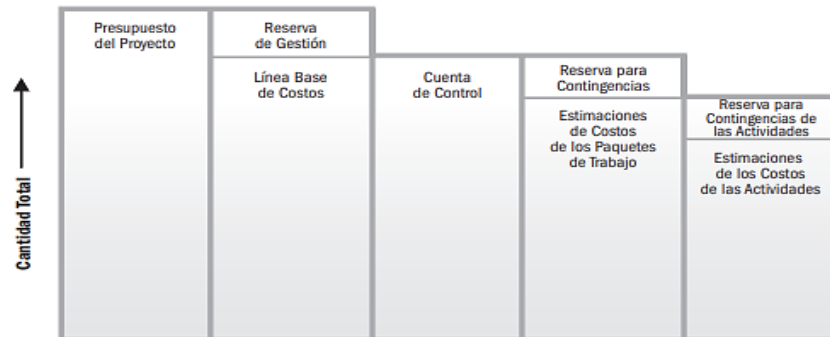 Presupuesto
del Proyecto
Reserva
de Gestión
Línea Base
de Costos
Cuenta
de Control
Reserva para
Contingencias
Estimaciones
de Costos
de los Paquetes
de Trabajo
Reserva para
Contingencias de
las Actividades
Estimaciones
de los Costos
de las Actividades
Cantidad Total